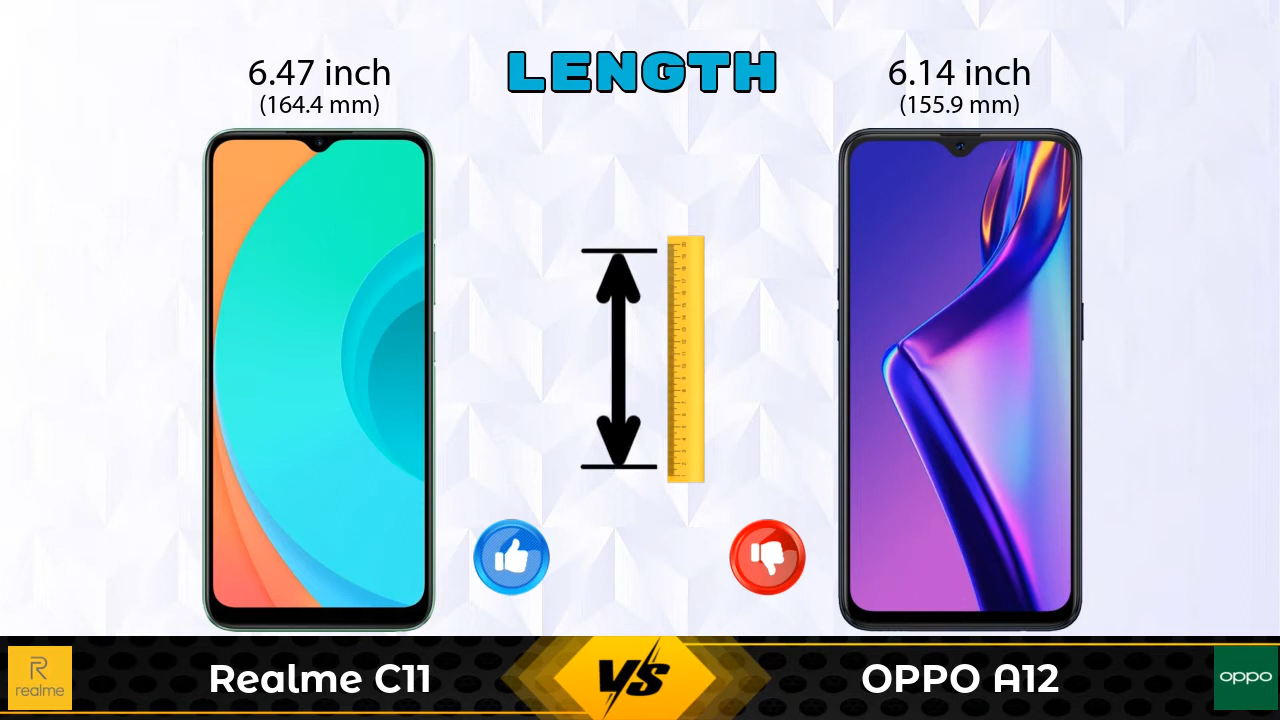 LENGTH
6.47 inch
(164.4 mm)
6.14 inch
(155.9 mm)
realme
Realme C11
VS
OPPO A12
oppo